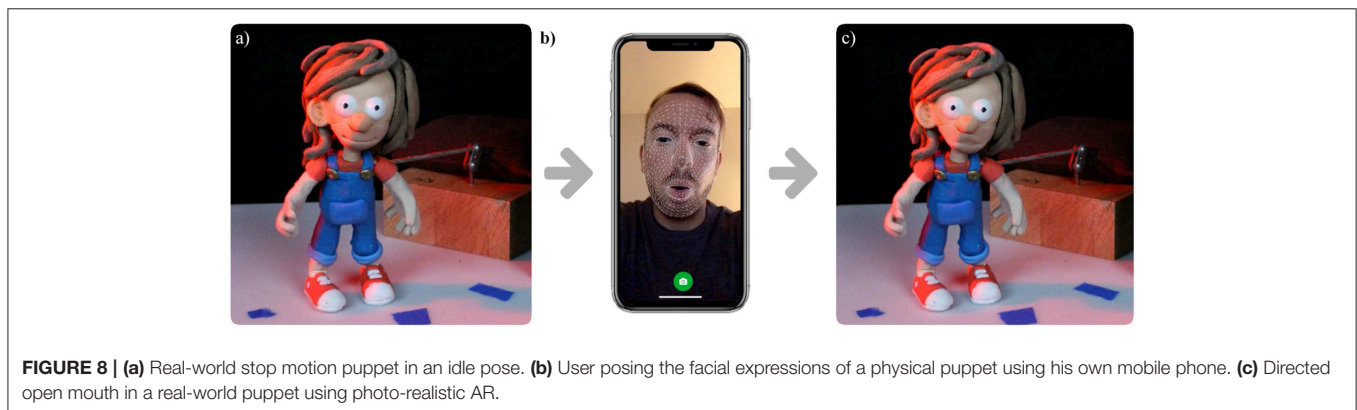 a)
b)
c)
FIGURE 8 | (a) Real-world stop motion puppet in an idle pose. (b) User posing the facial expressions of a physical puppet using his own mobile phone. (c) Directed
open mouth in a real-world puppet using photo-realistic AR.